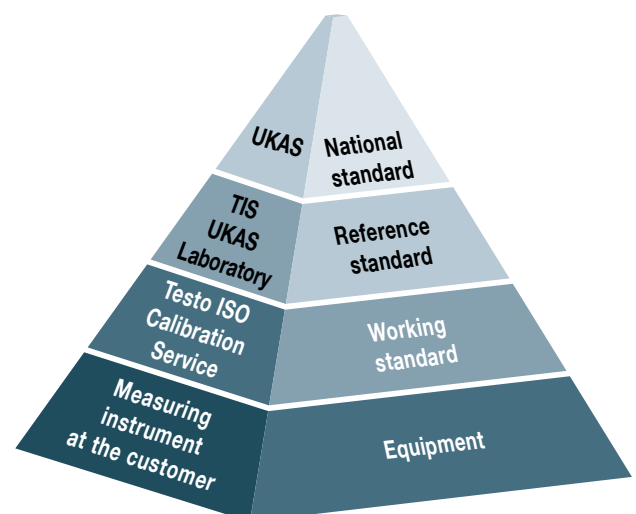 UKAS
National
standard
TIS
UKAS
Laboratory
Reference
standard
Testo ISO
Calibration
Service
Working
standard
Measuring
instrument
at the customer
Equipment